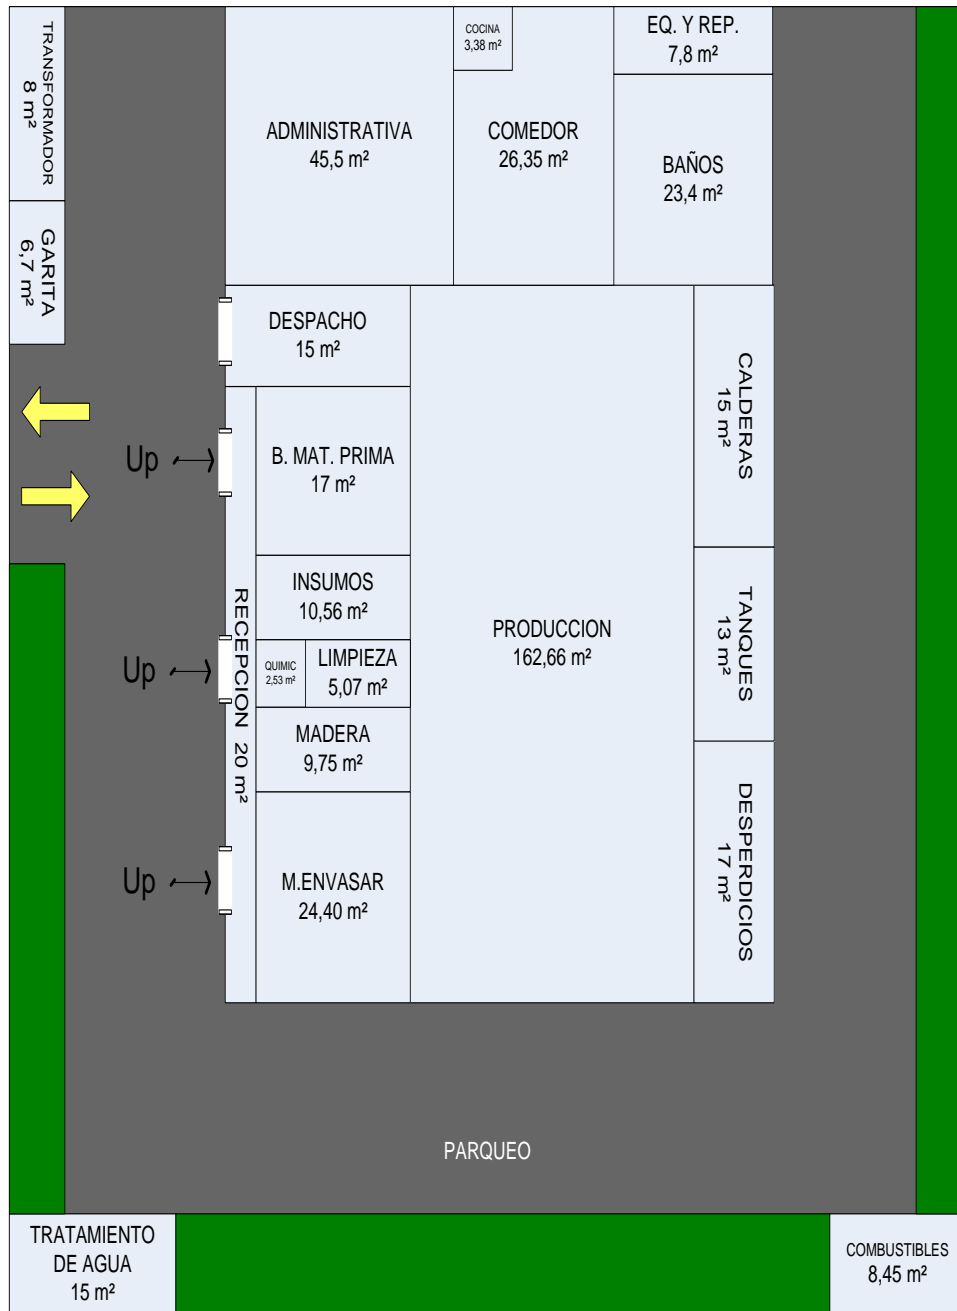 TRANSFORMADOR
8 m²
GARITA
6,7 m²
ADMINISTRATIVA
45,5 m²
COCINA
3,38 m²
COMEDOR
26,35 m²
EQ. Y REP.
7,8 m²
BAÑOS
23,4 m²
DESPACHO
15 m²
Up
B. MAT. PRIMA
17 m²
INSUMOS
10,56 m²
Up
RECEPCION 20 m²
QUIMIC
2,53 m²
LIMPIEZA
5,07 m²
MADERA
9,75 m²
Up
M.ENVASAR
24,40 m²
PRODUCCION
162,66 m²
CALDERAS
15 m²
TANQUES
13 m²
DESPERDICIOS
17 m²
PARQUEO
TRATAMIENTO
DE AGUA
15 m²
COMBUSTIBLES
8,45 m²